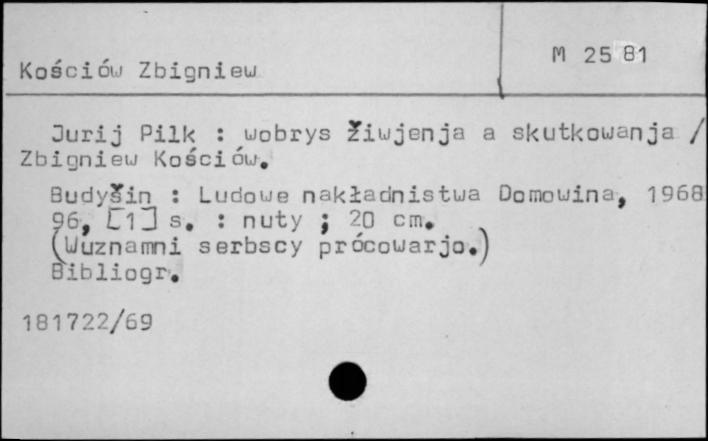 Kościów Zbigniew
M 25 81
Jurij Pilk : wobrys žiwjenja a skutkowanja /
Zbigniew Kościów.
Budyšin : Ludowe nakładnistwa Domowina, 1968
96, [1] s. : nuty ; 20 cm.
(Wuznamni serbscy prócowarjo.)
Bibliogr.
181722/69